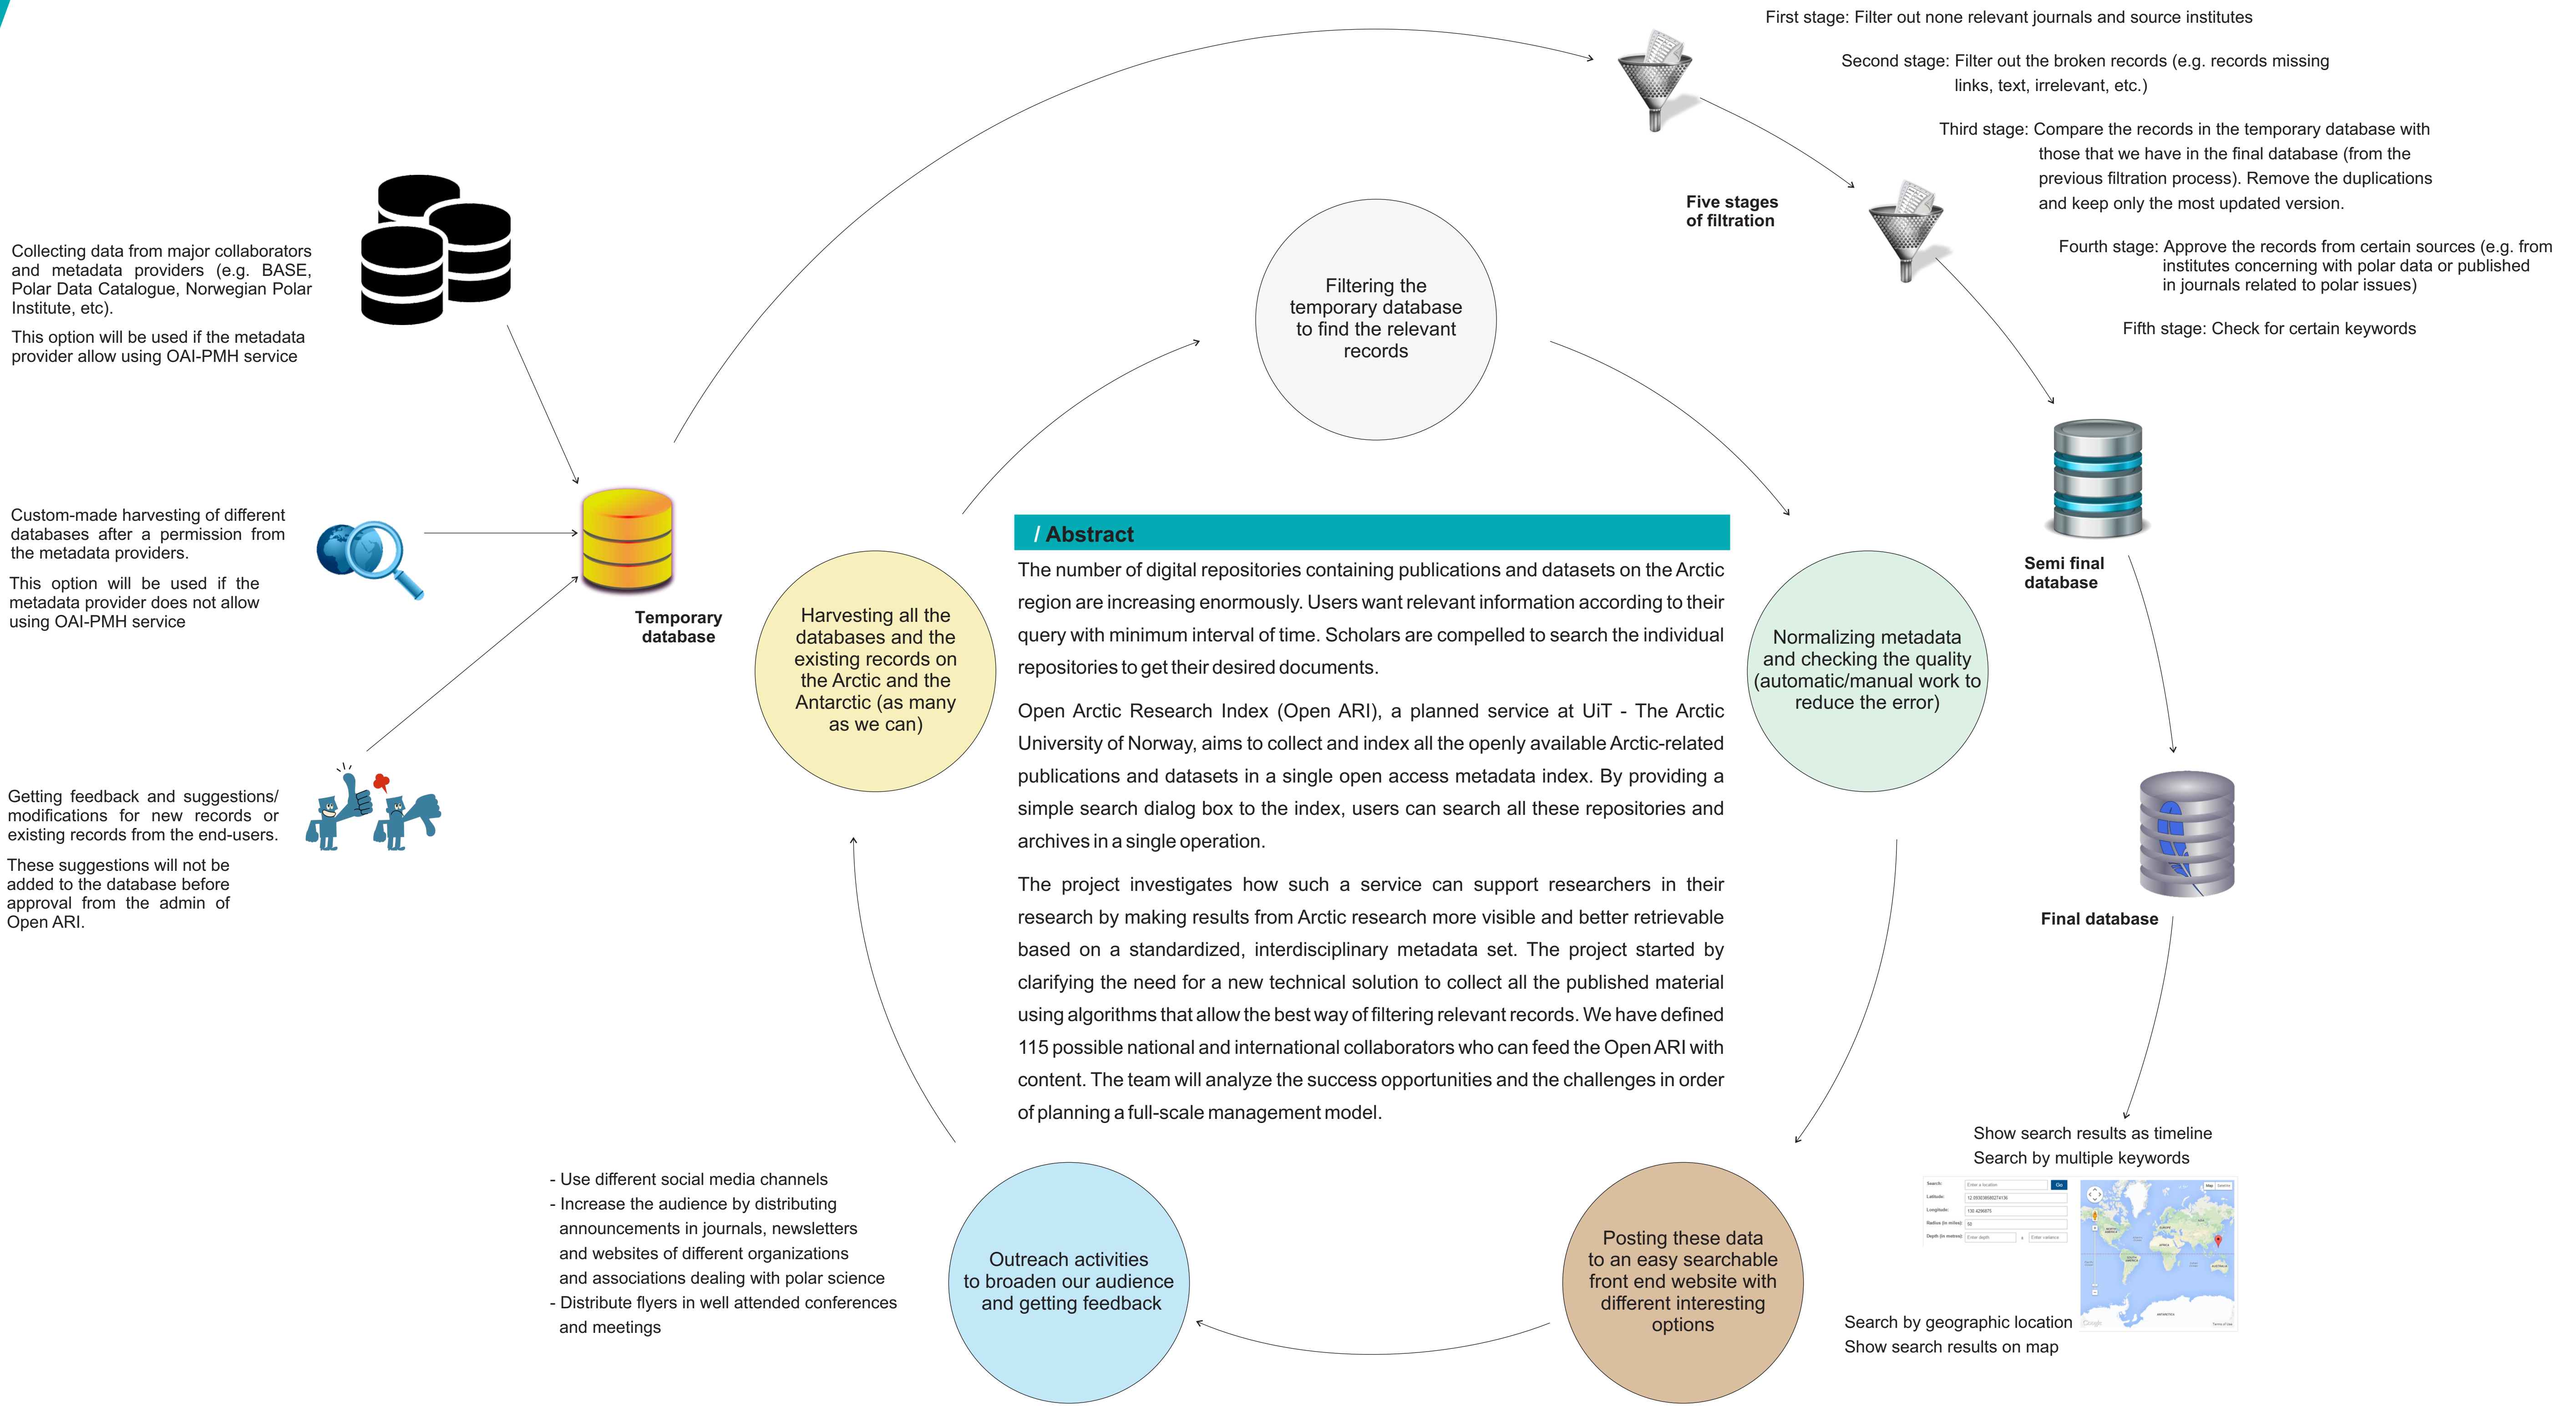 First stage: Filter out none relevant journals and source institutes
Second stage: Filter out the broken records (e.g. records missing
links, text, irrelevant, etc.)
Third stage: Compare the records in the temporary database with
those that we have in the final database (from the
previous filtration process). Remove the duplications
and keep only the most updated version.
Fourth stage: Approve the records from certain sources (e.g. from
institutes concerning with polar data or published
in journals related to polar issues)
Fifth stage: Check for certain keywords
Five stages
of filtration
Collecting data from major collaborators
and metadata providers (e.g. BASE,
Polar Data Catalogue, Norwegian Polar
Institute, etc).
This option will be used if the metadata
provider allow using OAI-PMH service
Custom-made harvesting of different
databases after a permission from
the metadata providers.
This option will be used if the
metadata provider does not allow
using OAI-PMH service
Getting feedback and suggestions/
modifications for new records or
existing records from the end-users.
These suggestions will not be
added to the database before
approval from the admin of
Open ARI.
Temporary
database
Filtering the
temporary database
to find the relevant
records
Harvesting all the
databases and the
existing records on
the Arctic and the
Antarctic (as many
as we can)
/ Abstract
The number of digital repositories containing publications and datasets on the Arctic
region are increasing enormously. Users want relevant information according to their
query with minimum interval of time. Scholars are compelled to search the individual
repositories to get their desired documents.
Open Arctic Research Index (Open ARI), a planned service at UiT - The Arctic
University of Norway, aims to collect and index all the openly available Arctic-related
publications and datasets in a single open access metadata index. By providing a
simple search dialog box to the index, users can search all these repositories and
archives in a single operation.
The project investigates how such a service can support researchers in their
research by making results from Arctic research more visible and better retrievable
based on a standardized, interdisciplinary metadata set. The project started by
clarifying the need for a new technical solution to collect all the published material
using algorithms that allow the best way of filtering relevant records. We have defined
115 possible national and international collaborators who can feed the Open ARI with
content. The team will analyze the success opportunities and the challenges in order
of planning a full-scale management model.
Normalizing metadata
and checking the quality
(automatic/manual work to
reduce the error)
Semi final
database
Final database
Show search results as timeline
Search by multiple keywords
Search:
Enter a location
Go
Latitude:
Longitude:
130.4296875
Radius (in miles):
50
Depth (in metres):
Enter depth
±
Enter variance
Map
Terms of Use
Search by geographic location
Show search results on map
Posting these data
to an easy searchable
front end website with
different interesting
options
Outreach activities
to broaden our audience
and getting feedback
- Use different social media channels
- Increase the audience by distributing
announcements in journals, newsletters
and websites of different organizations
and associations dealing with polar science
- Distribute flyers in well attended conferences
and meetings